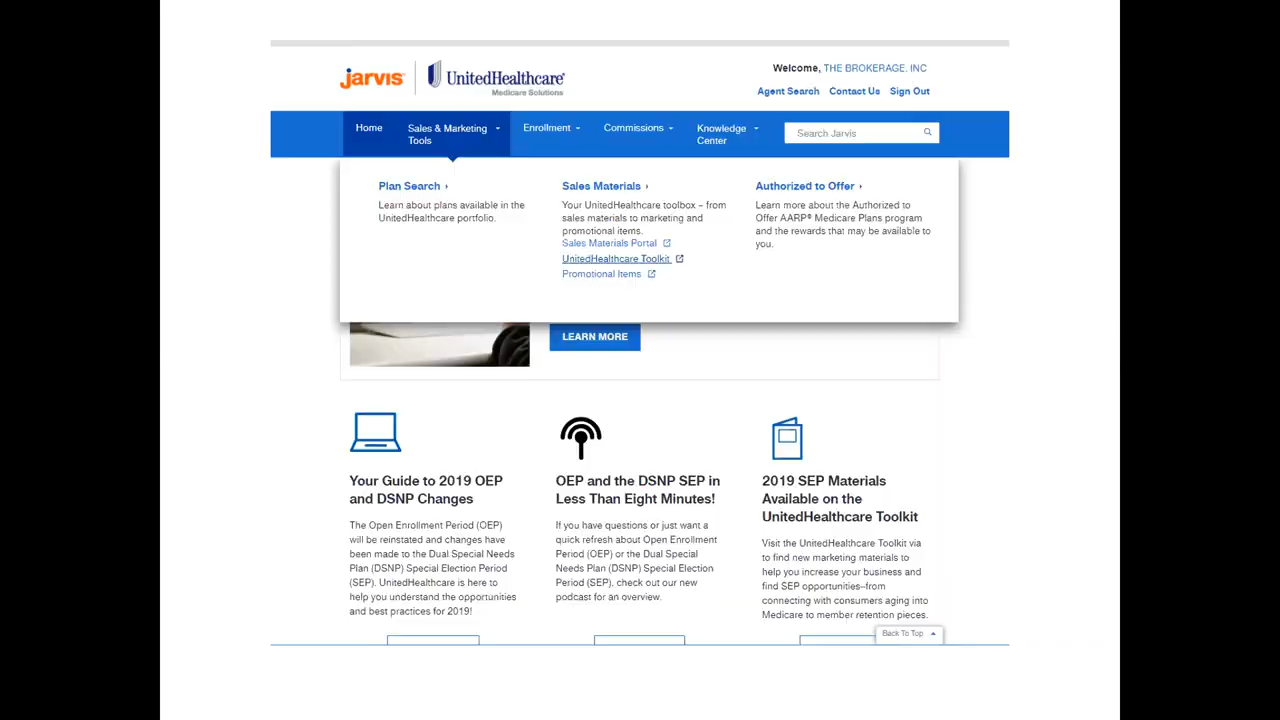 jarvis
UnitedHealthcare
Medicare Solutions
Welcome, THE BROKERAGE, INC
Agent Search Contact Us Sign Out
Home
Sales & Marketing
Tools
Enrollment
Commissions
Knowledge
Center
Search Jarvis
Plan Search ›
Learn about plans available in the
UnitedHealthcare portfolio.
Sales Materials ›
Your UnitedHealthcare toolbox – from
sales materials to marketing and
promotional items.
Sales Materials Portal
UnitedHealthcare Toolkit
Promotional Items
Authorized to Offer ›
Learn more about the Authorized to
Offer AARP® Medicare Plans program
and the rewards that may be available to
you.
LEARN MORE
Your Guide to 2019 OEP
and DSNP Changes
The Open Enrollment Period (OEP)
will be reinstated and changes have
been made to the Dual Special Needs
Plan (DSNP) Special Election Period
(SEP). UnitedHealthcare is here to
help you understand the opportunities
and best practices for 2019!
OEP and the DSNP SEP in
Less Than Eight Minutes!
If you have questions or just want a
quick refresh about Open Enrollment
Period (OEP) or the Dual Special
Needs Plan (DSNP) Special Election
Period (SEP), check out our new
podcast for an overview.
2019 SEP Materials
Available on the
UnitedHealthcare Toolkit
Visit the UnitedHealthcare Toolkit via
to find new marketing materials to
help you increase your business and
find SEP opportunities–from
connecting with consumers aging into
Medicare to member retention pieces.
Back To Top